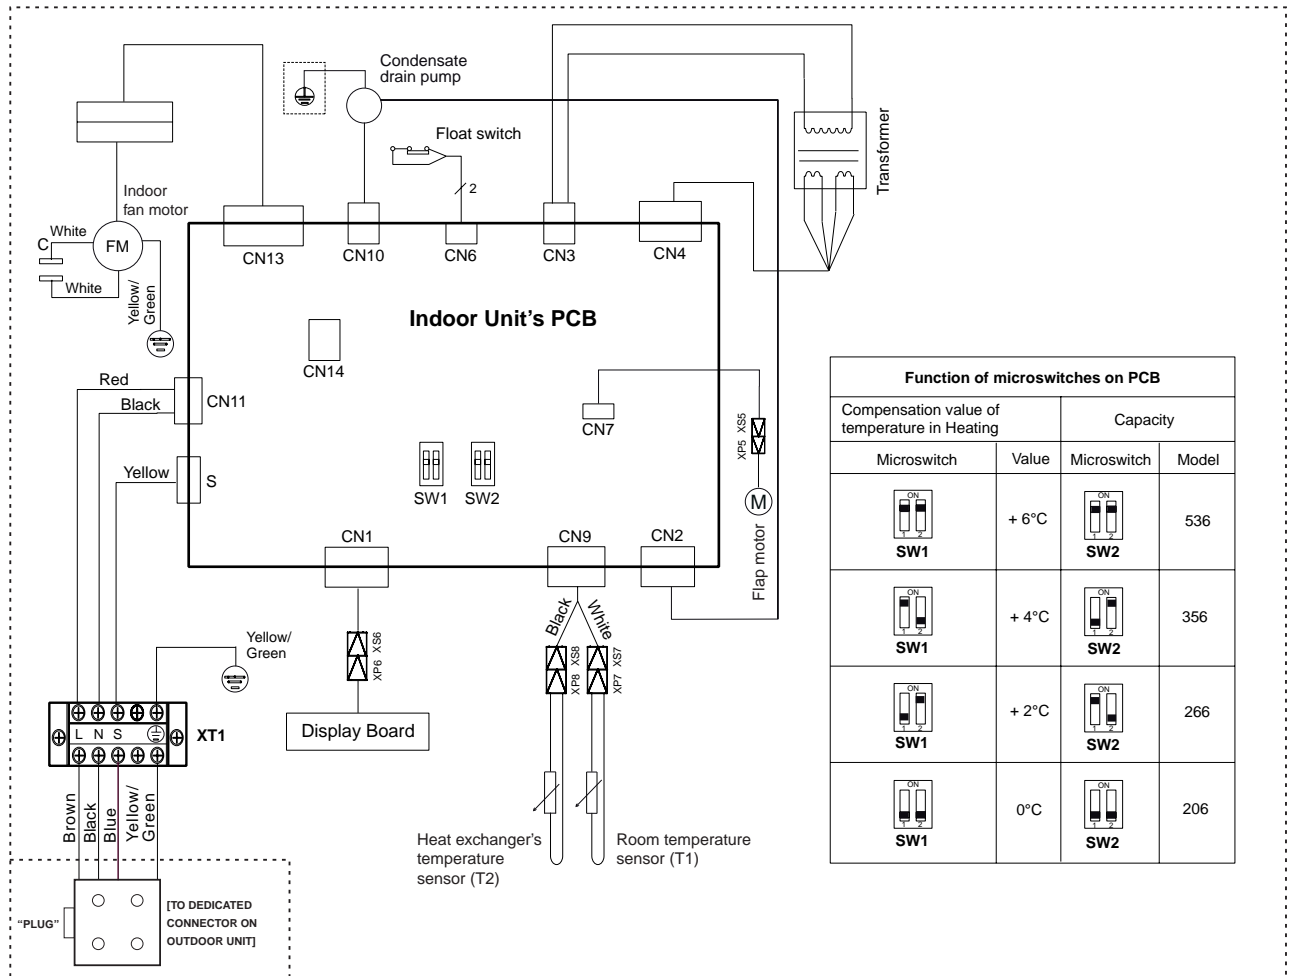 Condensate
drain pump
Float switch
2
Transformer
Indoor
fan motor
White
C
FM
White
Yellow/
Green
CN13
CN10
CN6
CN3
CN4
Indoor Unit's PCB
CN14
Red
Black
CN11
CN7
XP5 XS5
Yellow
S
SW1
SW2
M
Flap motor
CN1
CN9
CN2
Black
White
XP6 XS6
XP8 XS8
XP7 XS7
Yellow/
Green
Display Board
L N S
XT1
Brown
Black
Blue
Yellow/
Green
Heat exchanger's
temperature
sensor (T2)
Room temperature
sensor (T1)
"PLUG"
[TO DEDICATED
CONNECTOR ON
OUTDOOR UNIT]
Function of microswitches on PCB
Compensation value of
temperature in Heating
Capacity
Microswitch Value Microswitch Model
ON ON
1 2 1 2
SW1 + 6°C SW2 536
ON ON
1 2 1 2
SW1 + 4°C SW2 356
ON ON
1 2 1 2
SW1 + 2°C SW2 266
ON ON
1 2 1 2
SW1 0°C SW2 206